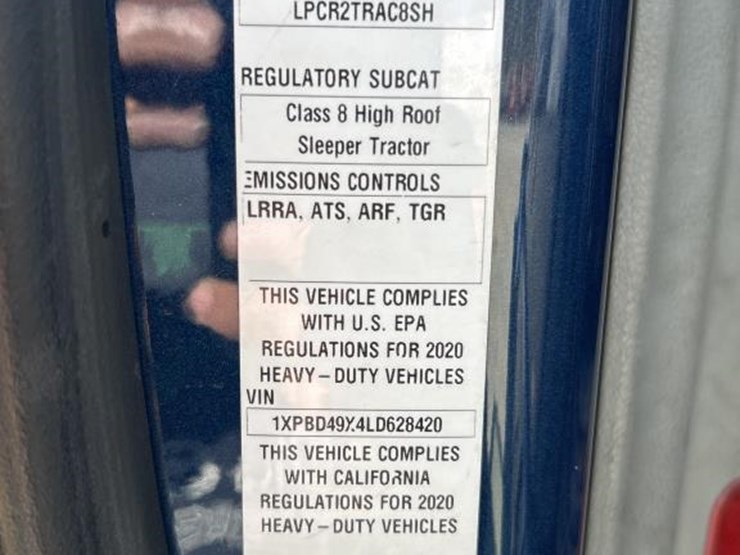 LPCR2TRAC8SH
REGULATORY SUBCAT
Class 8 High Roof
Sleeper Tractor
EMISSIONS CONTROLS
LRRA, ATS, ARF, TGR
THIS VEHICLE COMPLIES
WITH U.S. EPA
REGULATIONS FOR 2020
HEAVY-DUTY VEHICLES
VIN
1XPBD49X4LD628420
THIS VEHICLE COMPLIES
WITH CALIFORNIA
REGULATIONS FOR 2020
HEAVY-DUTY VEHICLES